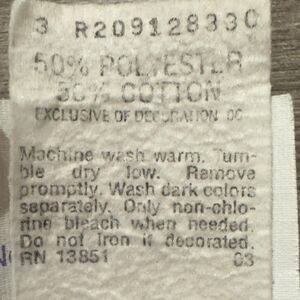 3 R209128330
50% POLYESTER
50% COTTON
EXCLUSIVE OF DECORATION OC
Machine wash warm. Tum-
ble dry low. Remove
promptly. Wash dark colors
separately. Only non-chlo-
rine bleach when needed.
Do not iron if decorated.
RN 13851 03